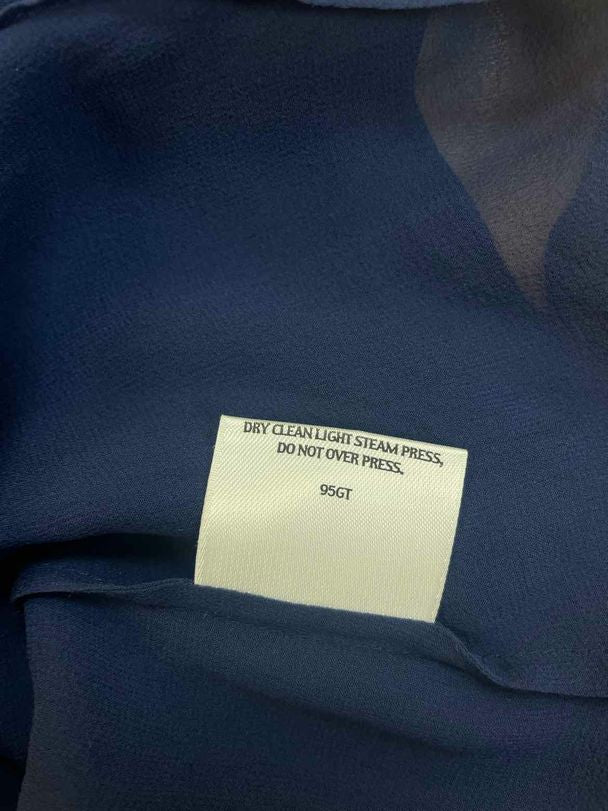 DRY CLEAN LIGHT STEAM PRESS,
DO NOT OVER PRESS.
95GT